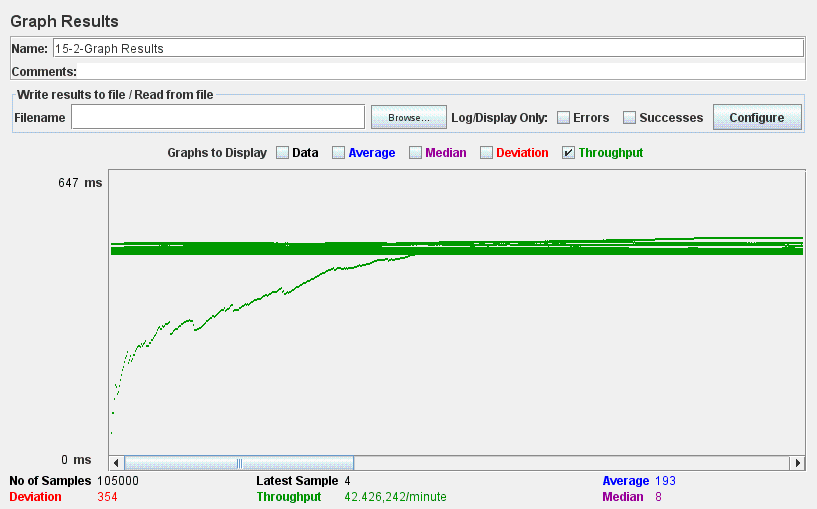 Graph Results
Name: 15-2-Graph Results
Comments:
Write results to file / Read from file
Filename Browse... Log/Display Only: Errors Successes Configure
Graphs to Display Data Average Median Deviation Throughput
647 ms
0 ms
No of Samples 105000 Latest Sample 4 Average 193
Deviation 354 Throughput 42.426,242/minute Median 8